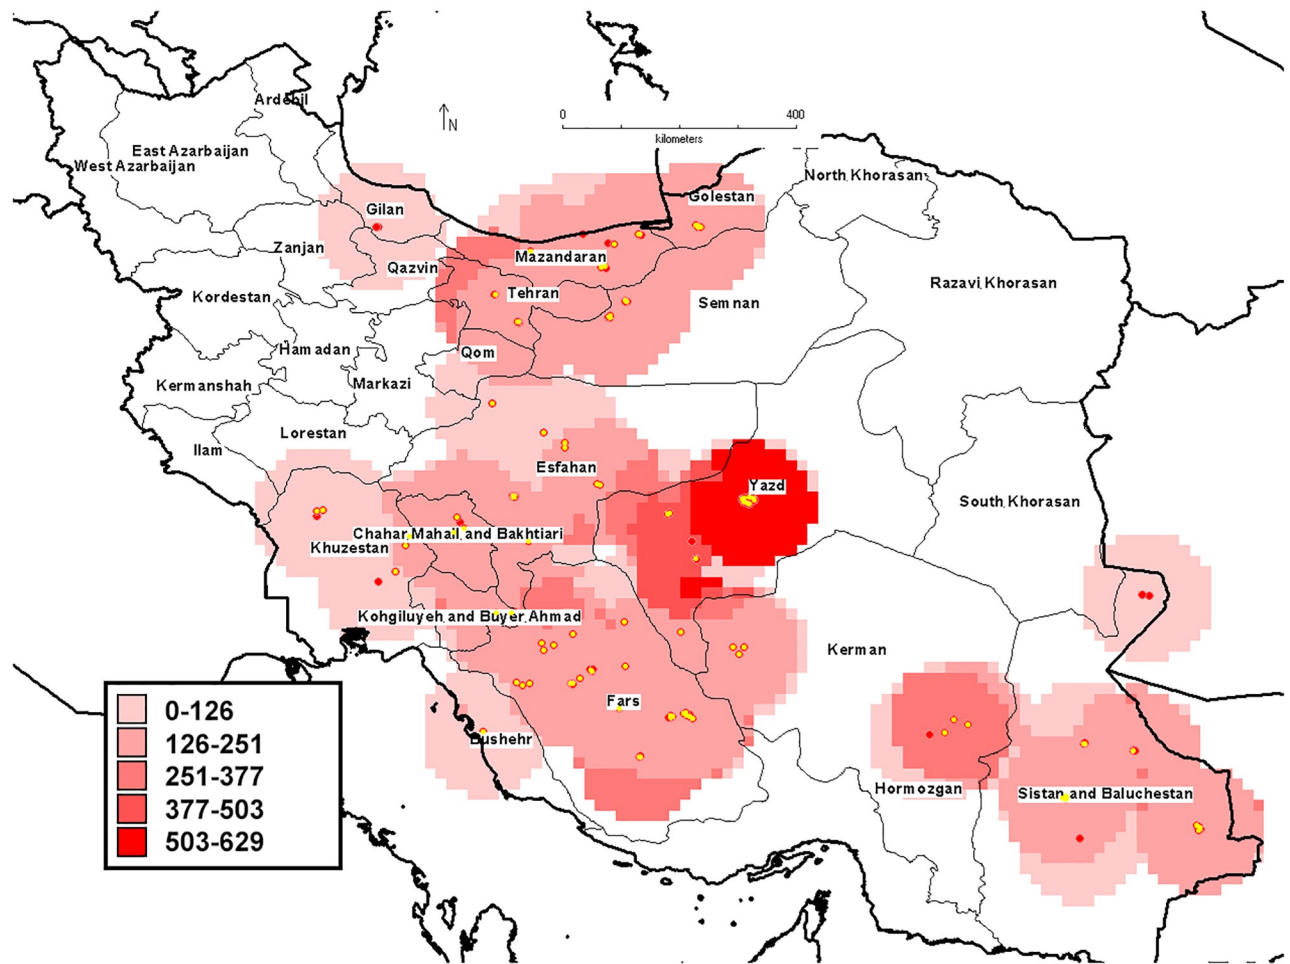 Ardebil
0 400
N
kilometers
East Azarbaijan
West Azarbaijan
North Khorasan
Golestan
Gilan
Zanjan
Mazandaran
Qazvin
Razavi Khorasan
Kordestan
Tehran
Semnan
Hamadan
Qom
Kermanshah
Markazi
Lorestan
Ilam
Esfahan
Yazd
South Khorasan
Chahar Mahail and Bakhtiari
Khuzestan
Kohgiluyeh and Buyer Ahmad
Kerman
Fars
Bushehr
Hormozgan
Sistan and Baluchestan
0-126
126-251
251-377
377-503
503-629